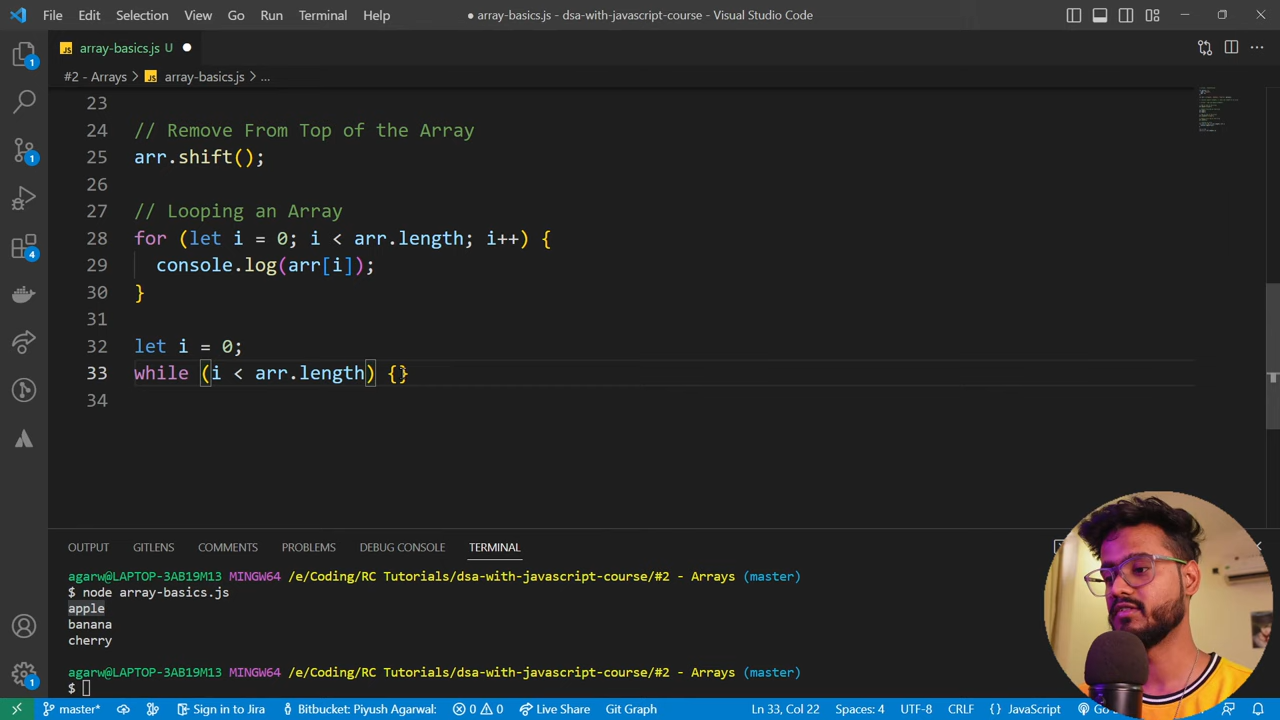 File Edit Selection View Go Run Terminal Help
● array-basics.js - dsa-with-javascript-course - Visual Studio Code
JS array-basics.js U ●
#2 - Arrays > JS array-basics.js > ...
23
24 // Remove From Top of the Array
25 arr.shift();
26
27 // Looping an Array
28 for (let i = 0; i < arr.length; i++) {
29 console.log(arr[i]);
30 }
31
32 let i = 0;
33 while (i < arr.length) {}
34
1
1
4
1
OUTPUT GITLENS COMMENTS PROBLEMS DEBUG CONSOLE TERMINAL
agarw@LAPTOP-3AB19M13 MINGW64 /e/Coding/RC Tutorials/dsa-with-javascript-course/#2 - Arrays (master)
$ node array-basics.js
apple
banana
cherry
agarw@LAPTOP-3AB19M13 MINGW64 /e/Coding/RC Tutorials/dsa-with-javascript-course/#2 - Arrays (master)
$
master* Sign in to Jira Bitbucket: Piyush Agarwal: 0 0 Live Share Git Graph Ln 33, Col 22 Spaces: 4 UTF-8 CRLF {} JavaScript